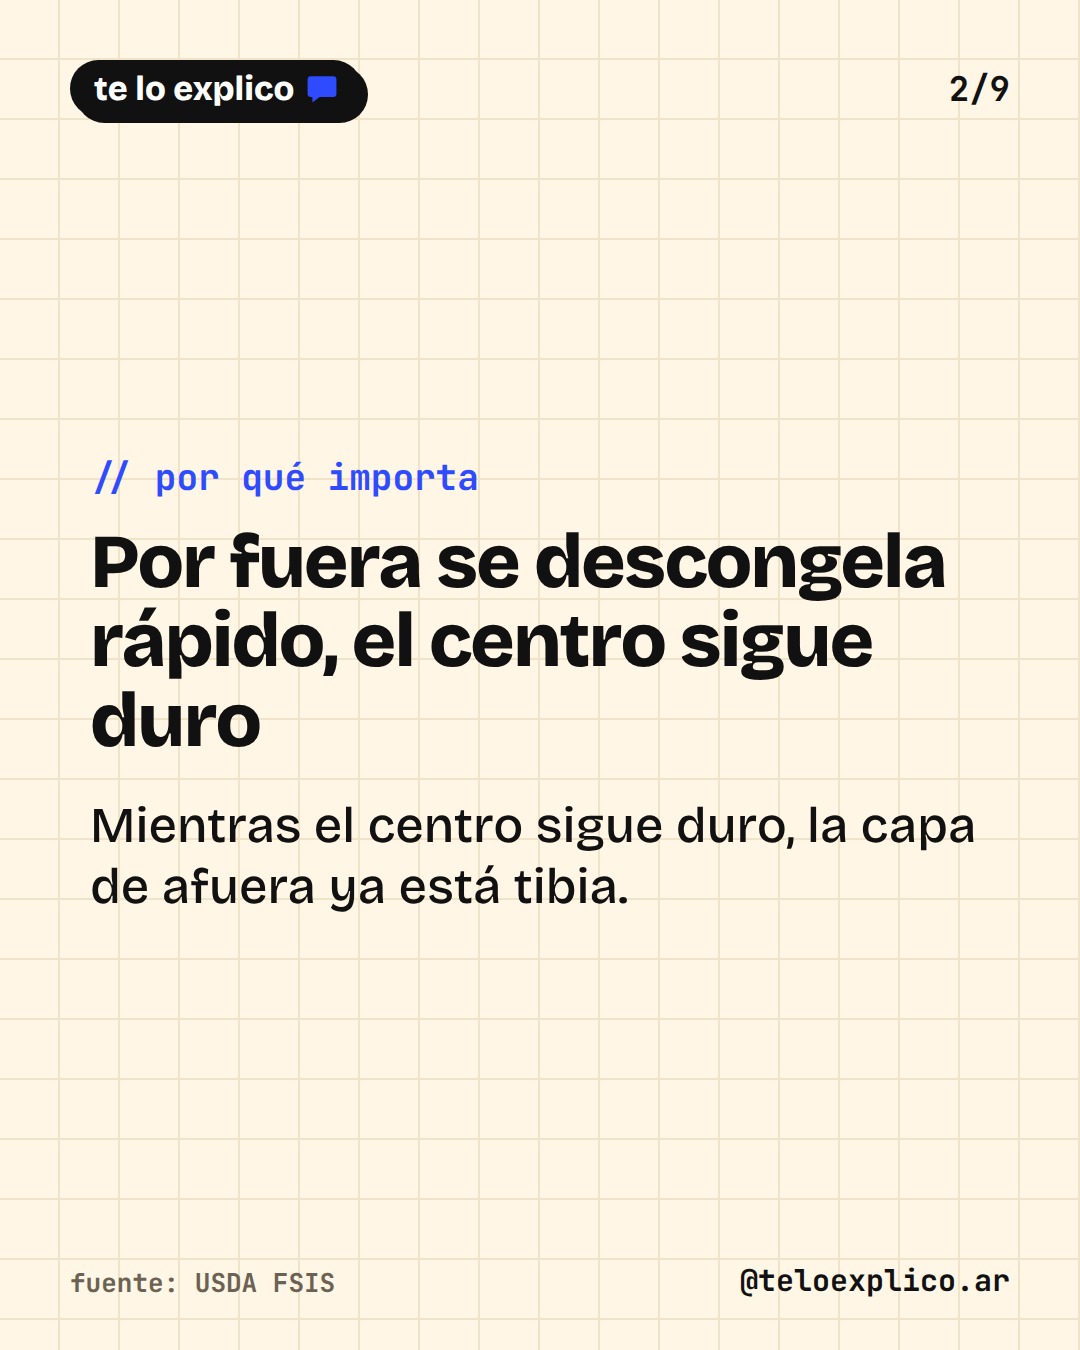 te lo explico
2/9
// por qué importa
Por fuera se descongela
rápido, el centro sigue
duro
Mientras el centro sigue duro, la capa
de afuera ya está tibia.
fuente: USDA FSIS
@teloexplico.ar